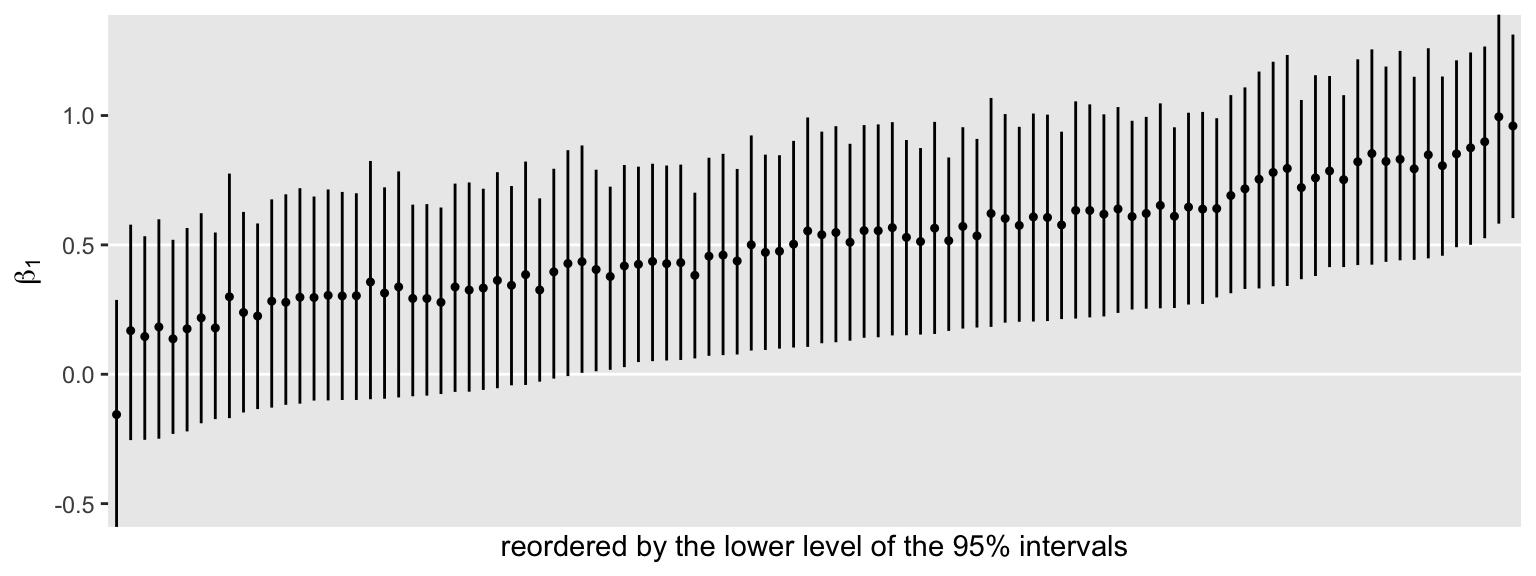 1.0
0.5
0.0
-0.5
β₁
reordered by the lower level of the 95% intervals